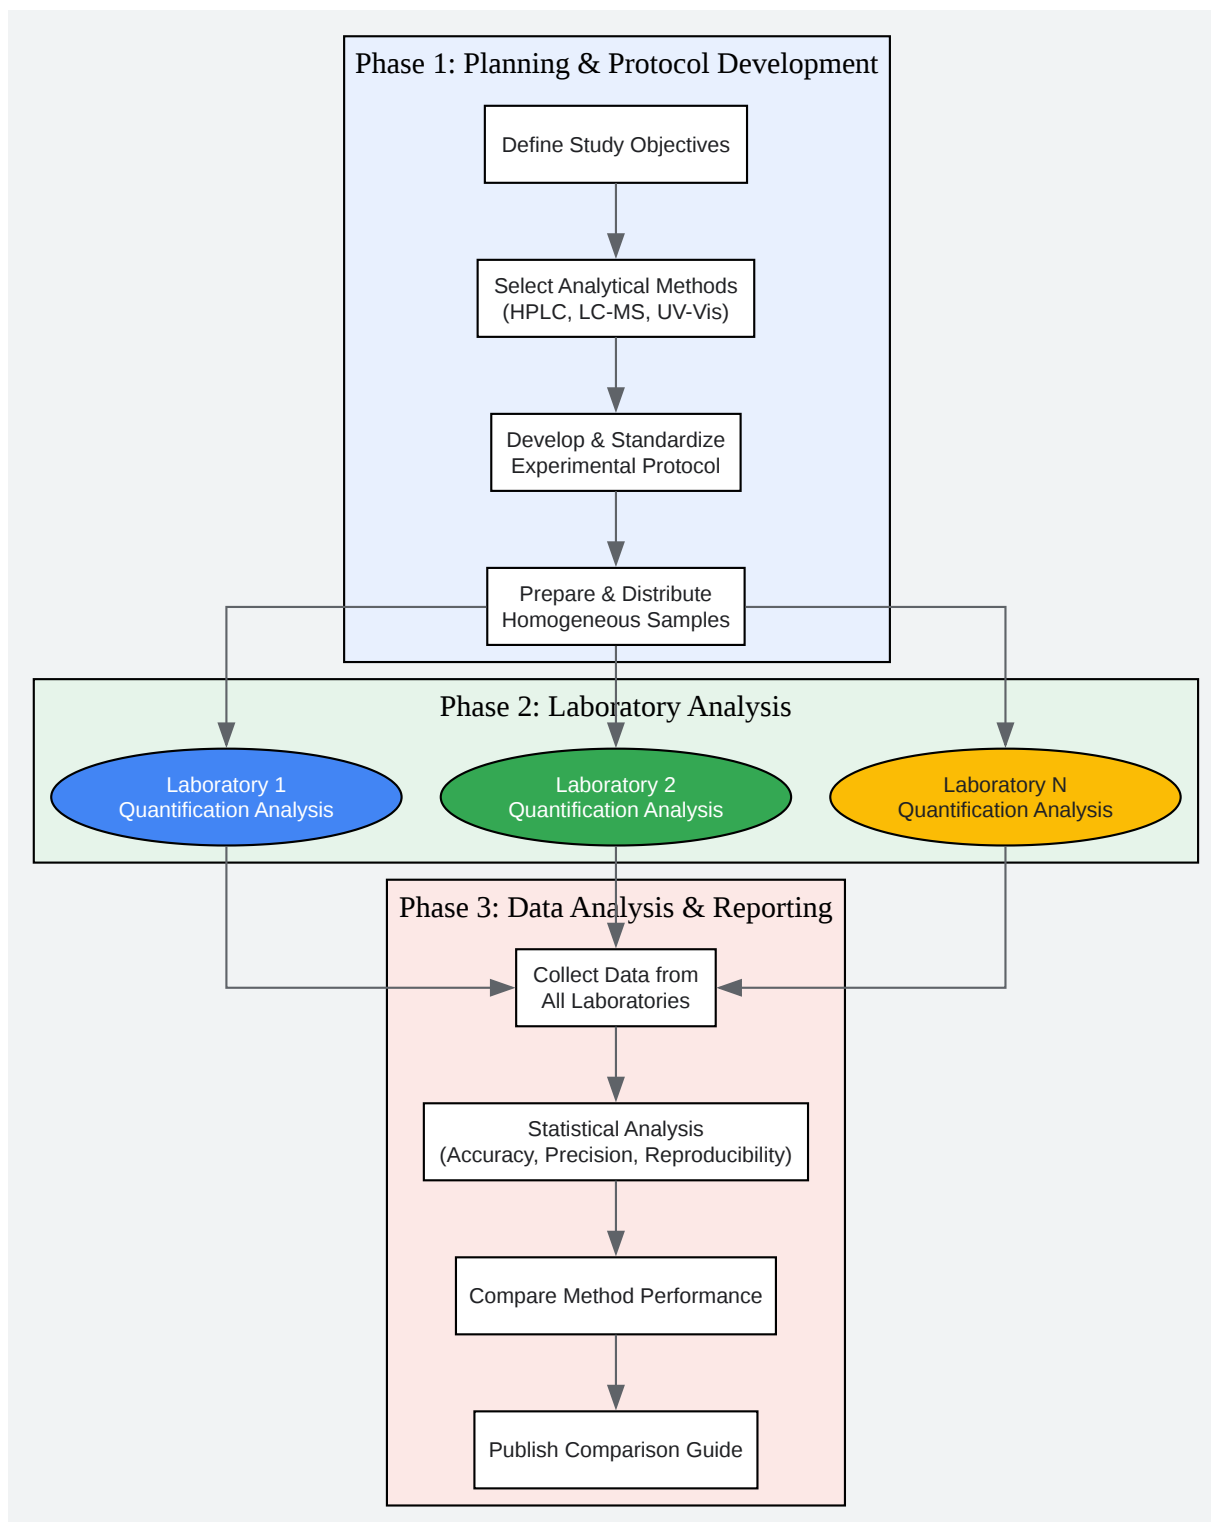 Phase 1: Planning & Protocol Development
Define Study Objectives
Select Analytical Methods
(HPLC, LC-MS, UV-Vis)
Develop & Standardize
Experimental Protocol
Prepare & Distribute
Homogeneous Samples
Phase 2: Laboratory Analysis
Laboratory 1
Quantification Analysis
Laboratory 2
Quantification Analysis
Laboratory N
Quantification Analysis
Phase 3: Data Analysis & Reporting
Collect Data from
All Laboratories
Statistical Analysis
(Accuracy, Precision, Reproducibility)
Compare Method Performance
Publish Comparison Guide